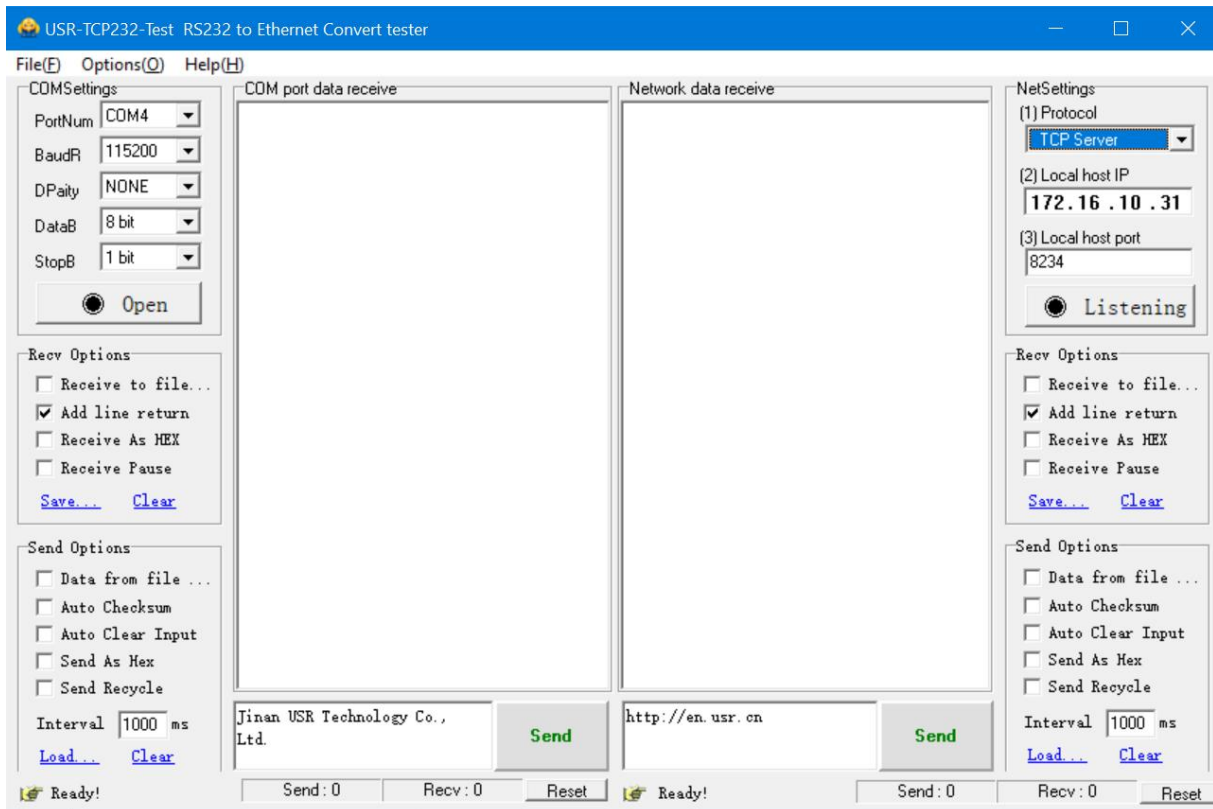 USR-TCP232-Test RS232 to Ethernet Convert tester
File(F) Options(O) Help(H)
COMSettings
PortNum COM4
BaudR 115200
DPaity NONE
DataB 8 bit
StopB 1 bit
Open
Recv Options
Receive to file...
Add line return
Receive As HEX
Receive Pause
Save... Clear
Send Options
Data from file ...
Auto Checksum
Auto Clear Input
Send As Hex
Send Recycle
Interval 1000 ms
Load... Clear
COM port data receive
Jinan USR Technology Co.,
Ltd.
Send
Network data receive
http://en.usr.cn
Send
NetSettings
(1) Protocol
TCP Server
(2) Local host IP
172.16 .10 .31
(3) Local host port
8234
Listening
Recv Options
Receive to file...
Add line return
Receive As HEX
Receive Pause
Save... Clear
Send Options
Data from file ...
Auto Checksum
Auto Clear Input
Send As Hex
Send Recycle
Interval 1000 ms
Load... Clear
Ready! Send : 0 Recv : 0 Reset
Ready! Send : 0 Recv : 0 Reset